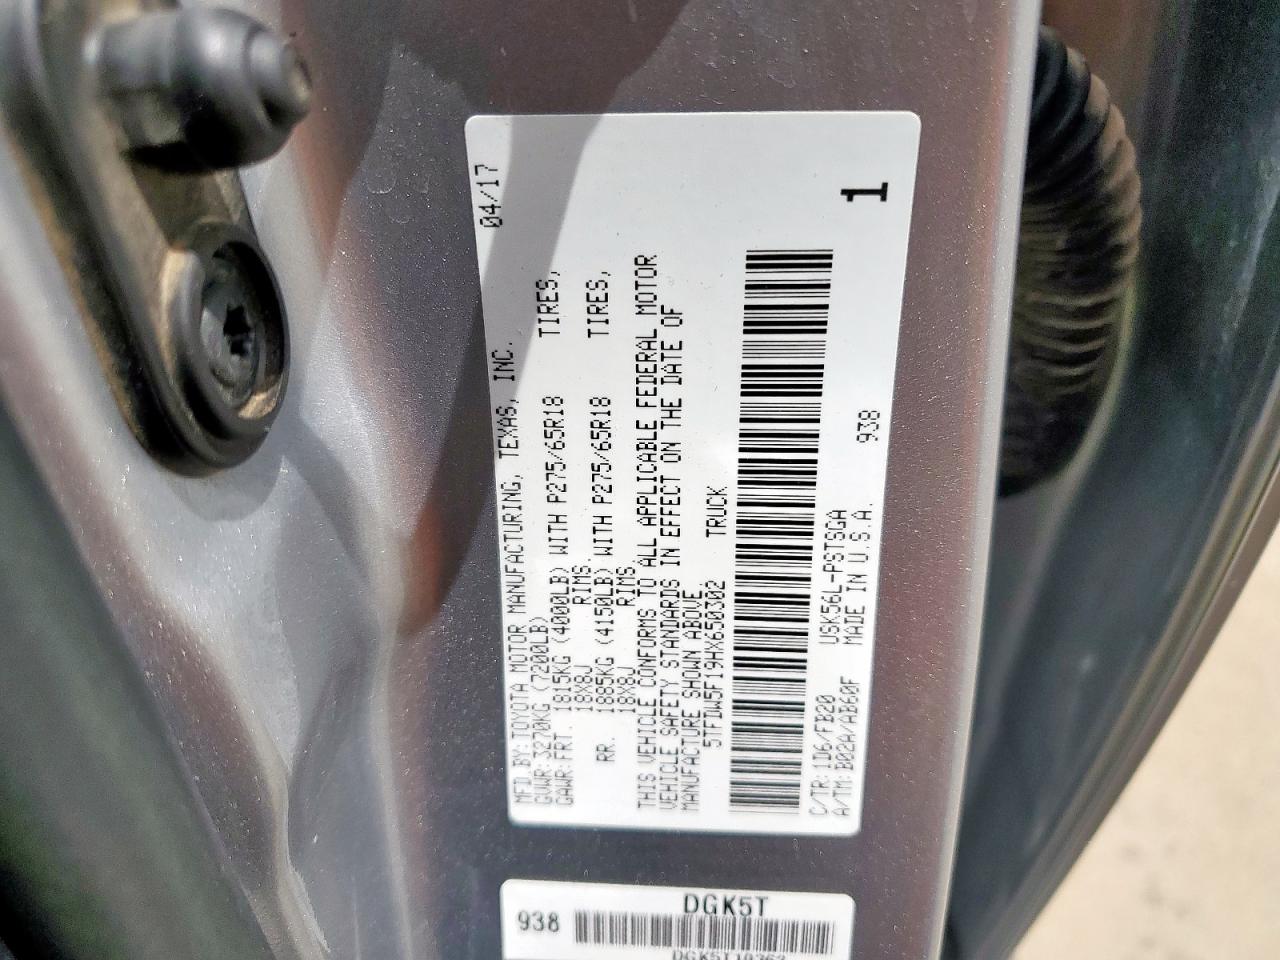 MFD BY: TOYOTA MOTOR MANUFACTURING, TEXAS, INC. 04/17
GVWR: 3270KG (7200LB)
GAWR: FRT. 1815KG (4000LB) WITH P275/65R18 TIRES,
18X8J RIMS.
RR. 1885KG (4150LB) WITH P275/65R18 TIRES,
18X8J RIMS
THIS VEHICLE CONFORMS TO ALL APPLICABLE FEDERAL MOTOR
VEHICLE SAFETY STANDARDS IN EFFECT ON THE DATE OF
MANUFACTURE SHOWN ABOVE
5TFDW5F19HX650302 TRUCK
1
C/TR: 1D6/FB20 USK56L-PSTSGA 938
A/TM: B02A/AB60F MADE IN U.S.A.
DGK5T
938